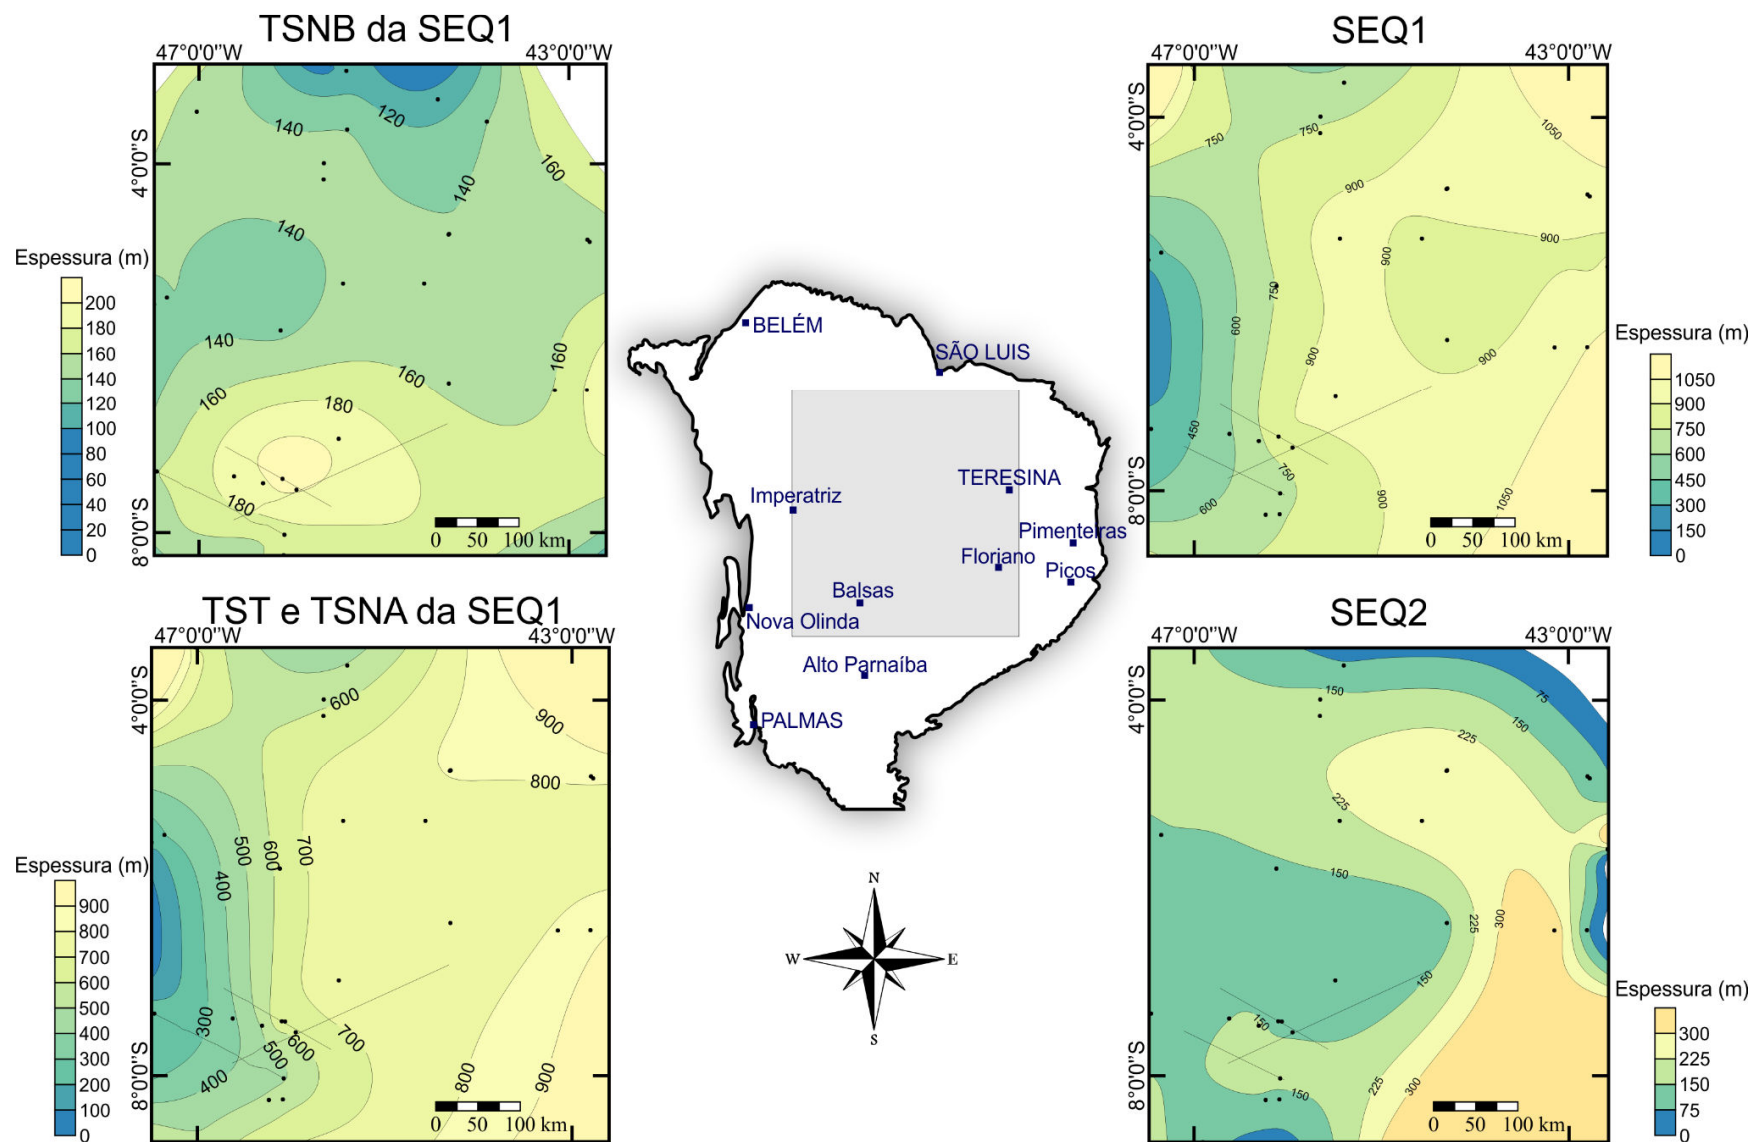 TSNB da SEQ1
47°0'0"W
43°0'0"W
4°0'0"S
8°0'0"S
140
120
140
160
140
140
160
160
160
180
180
0 50 100 km
Espessura (m)
200
180
160
140
120
100
80
60
40
20
0
SEQ1
47°0'0"W
43°0'0"W
4°0'0"S
8°0'0"S
750
750
1050
900
900
900
750
600
900
900
450
750
600
900
1050
0 50 100 km
Espessura (m)
1050
900
750
600
450
300
150
0
BELÉM
SÃO LUIS
TERESINA
Imperatriz
Pimenteiras
Floriano
Picos
Balsas
Nova Olinda
Alto Parnaíba
PALMAS
N
W
E
S
TST e TSNA da SEQ1
47°0'0"W
43°0'0"W
4°0'0"S
8°0'0"S
600
900
800
500
600
700
400
300
500
600
700
400
800
900
0 50 100 km
Espessura (m)
900
800
700
600
500
400
300
200
100
0
SEQ2
47°0'0"W
43°0'0"W
4°0'0"S
8°0'0"S
150
75
150
225
225
150
225
300
150
150
150
225
300
0 50 100 km
Espessura (m)
300
225
150
75
0